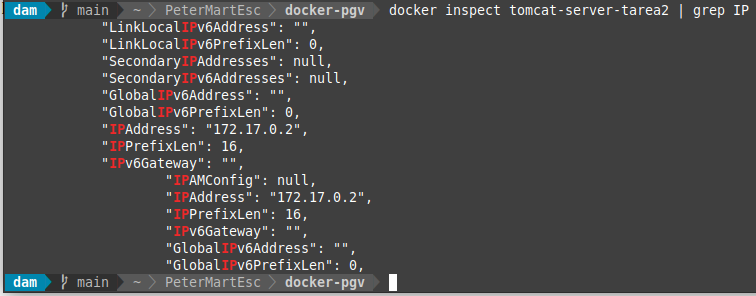 dam main ~ PeterMartEsc docker-pgv docker inspect tomcat-server-tarea2 | grep IP
"LinkLocalIPv6Address": "",
"LinkLocalIPv6PrefixLen": 0,
"SecondaryIPAddresses": null,
"SecondaryIPv6Addresses": null,
"GlobalIPv6Address": "",
"GlobalIPv6PrefixLen": 0,
"IPAddress": "172.17.0.2",
"IPPrefixLen": 16,
"IPv6Gateway": "",
"IPAMConfig": null,
"IPAddress": "172.17.0.2",
"IPPrefixLen": 16,
"IPv6Gateway": "",
"GlobalIPv6Address": "",
"GlobalIPv6PrefixLen": 0,
dam main ~ PeterMartEsc docker-pgv